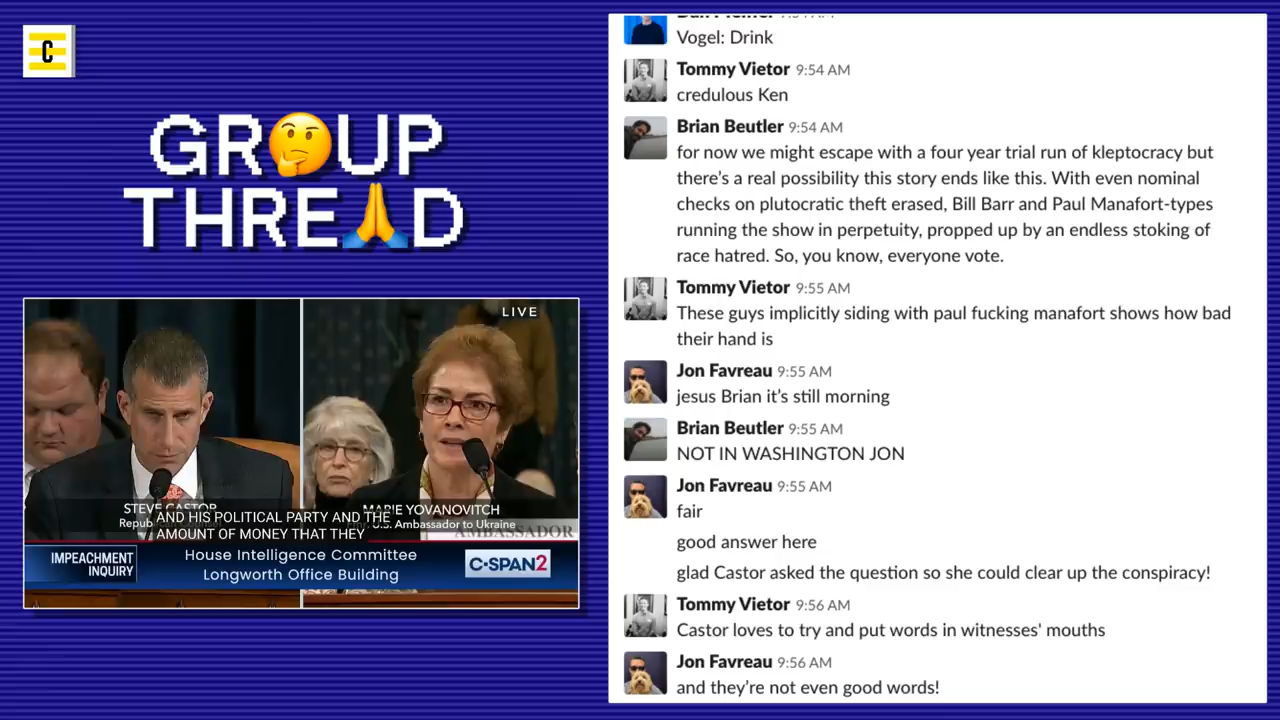 C
GR🤔UP
THRE🙏D
LIVE
STEVE CASTOR
MARIE YOVANOVITCH
Repub
U.S. Ambassador to Ukraine
AND HIS POLITICAL PARTY AND THE
AMOUNT OF MONEY THAT THEY
AMBASSADOR
IMPEACHMENT
INQUIRY
House Intelligence Committee
Longworth Office Building
C-SPAN2
9:54 AM
Vogel: Drink
Tommy Vietor 9:54 AM
credulous Ken
Brian Beutler 9:54 AM
for now we might escape with a four year trial run of kleptocracy but
there's a real possibility this story ends like this. With even nominal
checks on plutocratic theft erased, Bill Barr and Paul Manafort-types
running the show in perpetuity, propped up by an endless stoking of
race hatred. So, you know, everyone vote.
Tommy Vietor 9:55 AM
These guys implicitly siding with paul fucking manafort shows how bad
their hand is
Jon Favreau 9:55 AM
jesus Brian it's still morning
Brian Beutler 9:55 AM
NOT IN WASHINGTON JON
Jon Favreau 9:55 AM
fair
good answer here
glad Castor asked the question so she could clear up the conspiracy!
Tommy Vietor 9:56 AM
Castor loves to try and put words in witnesses' mouths
Jon Favreau 9:56 AM
and they're not even good words!